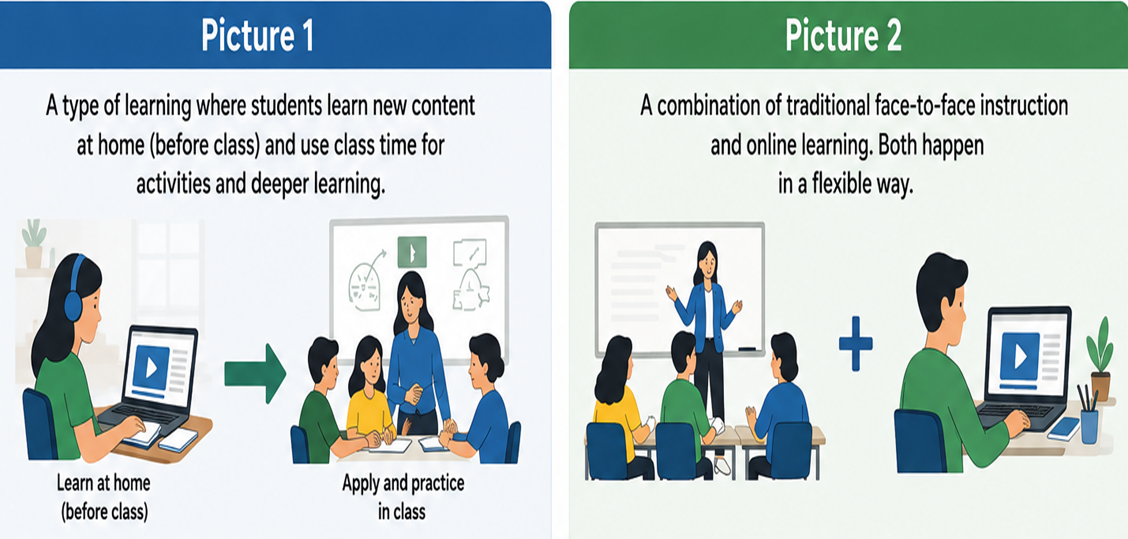 Picture 1
A type of learning where students learn new content
at home (before class) and use class time for
activities and deeper learning.
Learn at home
(before class)
Apply and practice
in class
Picture 2
A combination of traditional face-to-face instruction
and online learning. Both happen
in a flexible way.